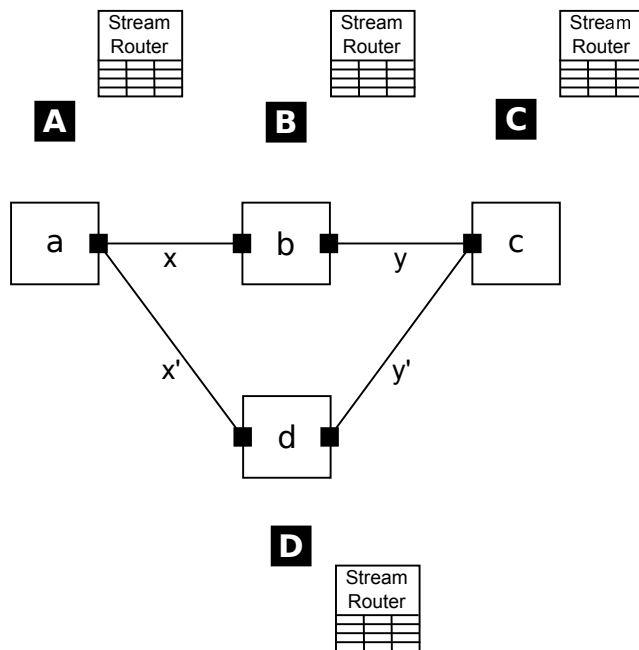 Stream
Router
Stream
Router
Stream
Router
A
B
C
a
b
c
x
y
x'
y'
d
D
Stream
Router